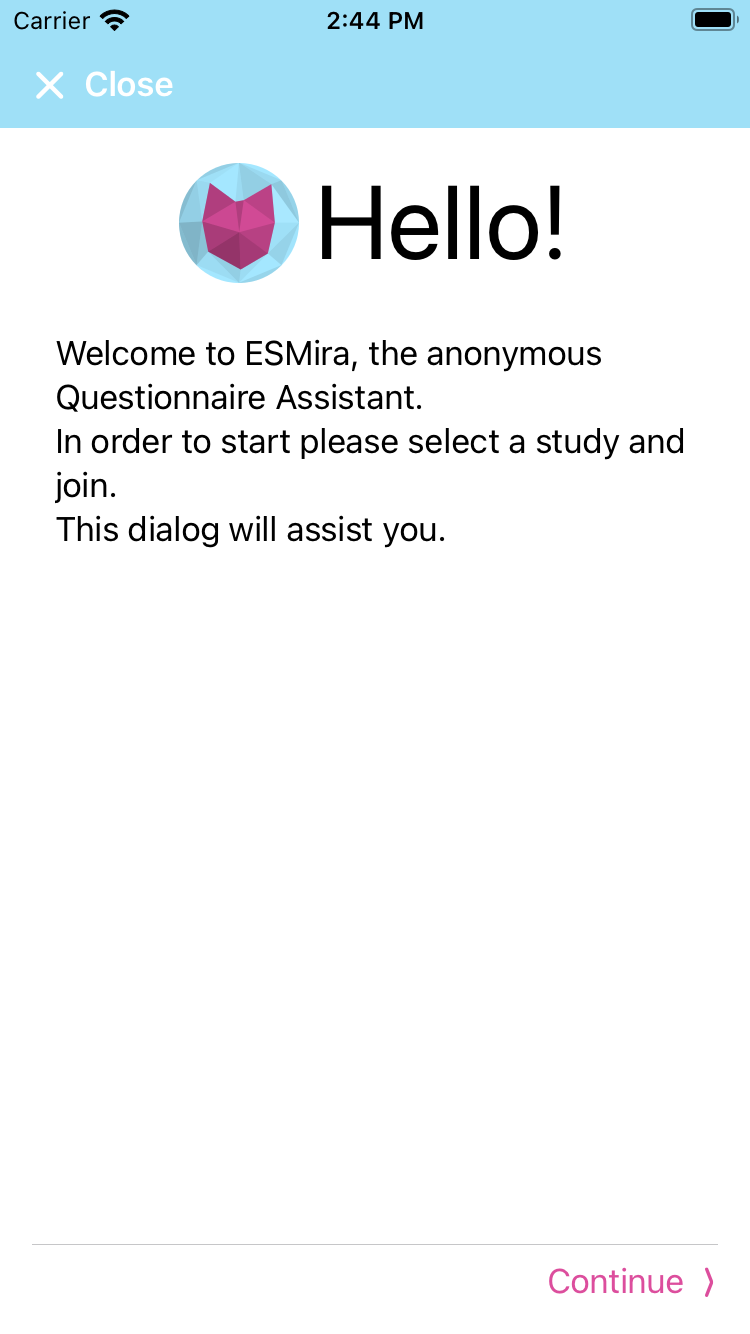 Carrier
2:44 PM
Close
Hello!
Welcome to ESMira, the anonymous
Questionnaire Assistant.
In order to start please select a study and
join.
This dialog will assist you.
Continue